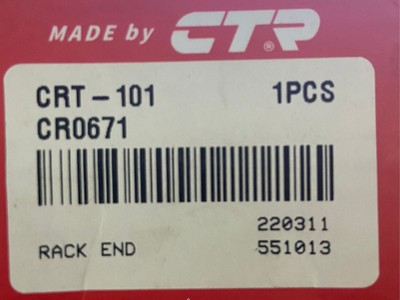 MADE by CTR®
CRT-101 1PCS
CR0671
220311
RACK END 551013